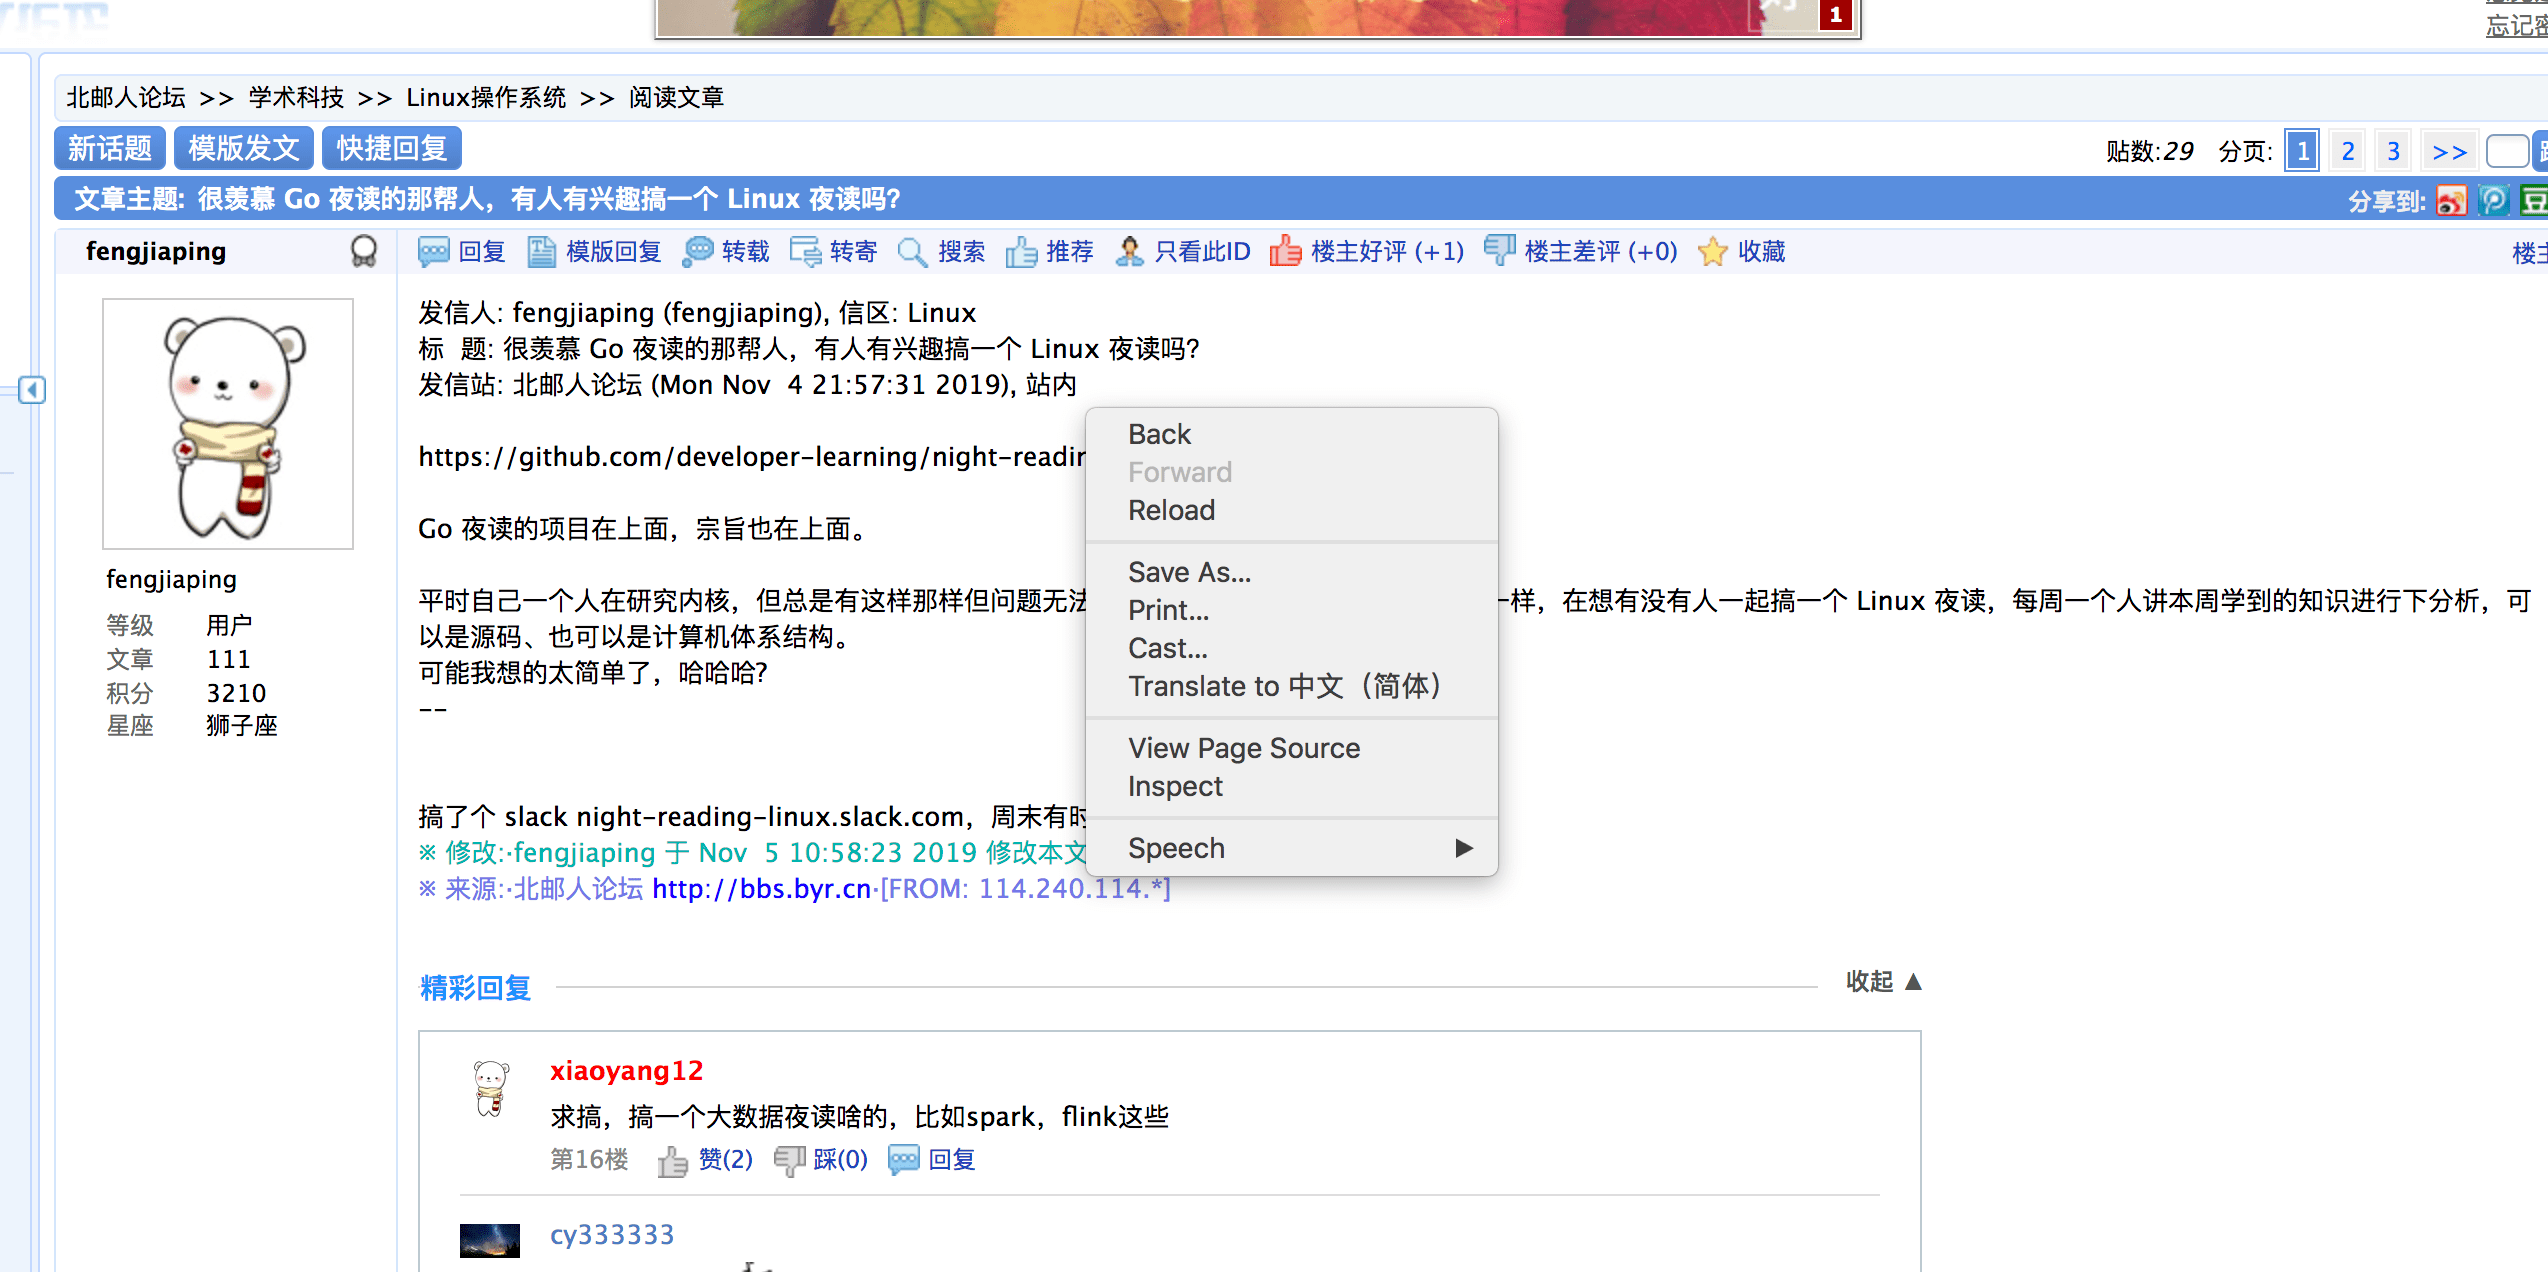 1
北邮人论坛 >> 学术科技 >> Linux操作系统 >> 阅读文章
新话题 模版发文 快捷回复 贴数:29 分页: 1 2 3 >>
文章主题: 很羡慕 Go 夜读的那帮人，有人有兴趣搞一个 Linux 夜读吗？ 分享到:
fengjiaping 回复 模版回复 转载 转寄 搜索 推荐 只看此ID 楼主好评 (+1) 楼主差评 (+0) 收藏
发信人: fengjiaping (fengjiaping), 信区: Linux
标 题: 很羡慕 Go 夜读的那帮人，有人有兴趣搞一个 Linux 夜读吗？
发信站: 北邮人论坛 (Mon Nov  4 21:57:31 2019), 站内
https://github.com/developer-learning/night-readin
Go 夜读的项目在上面，宗旨也在上面。
平时自己一个人在研究内核，但总是有这样那样但问题无法 一样，在想有没有人一起搞一个 Linux 夜读，每周一个人讲本周学到的知识进行下分析，可
以是源码、也可以是计算机体系结构。
可能我想的太简单了，哈哈哈？
--
搞了个 slack night-reading-linux.slack.com，周末有时
※ 修改:·fengjiaping 于 Nov  5 10:58:23 2019 修改本文
※ 来源:·北邮人论坛 http://bbs.byr.cn·[FROM: 114.240.114.*]
fengjiaping
等级 用户
文章 111
积分 3210
星座 狮子座
Back
Forward
Reload
Save As...
Print...
Cast...
Translate to 中文（简体）
View Page Source
Inspect
Speech ▶
精彩回复 收起 ▲
xiaoyang12
求搞，搞一个大数据夜读啥的，比如spark，flink这些
第16楼 赞(2) 踩(0) 回复
cy333333